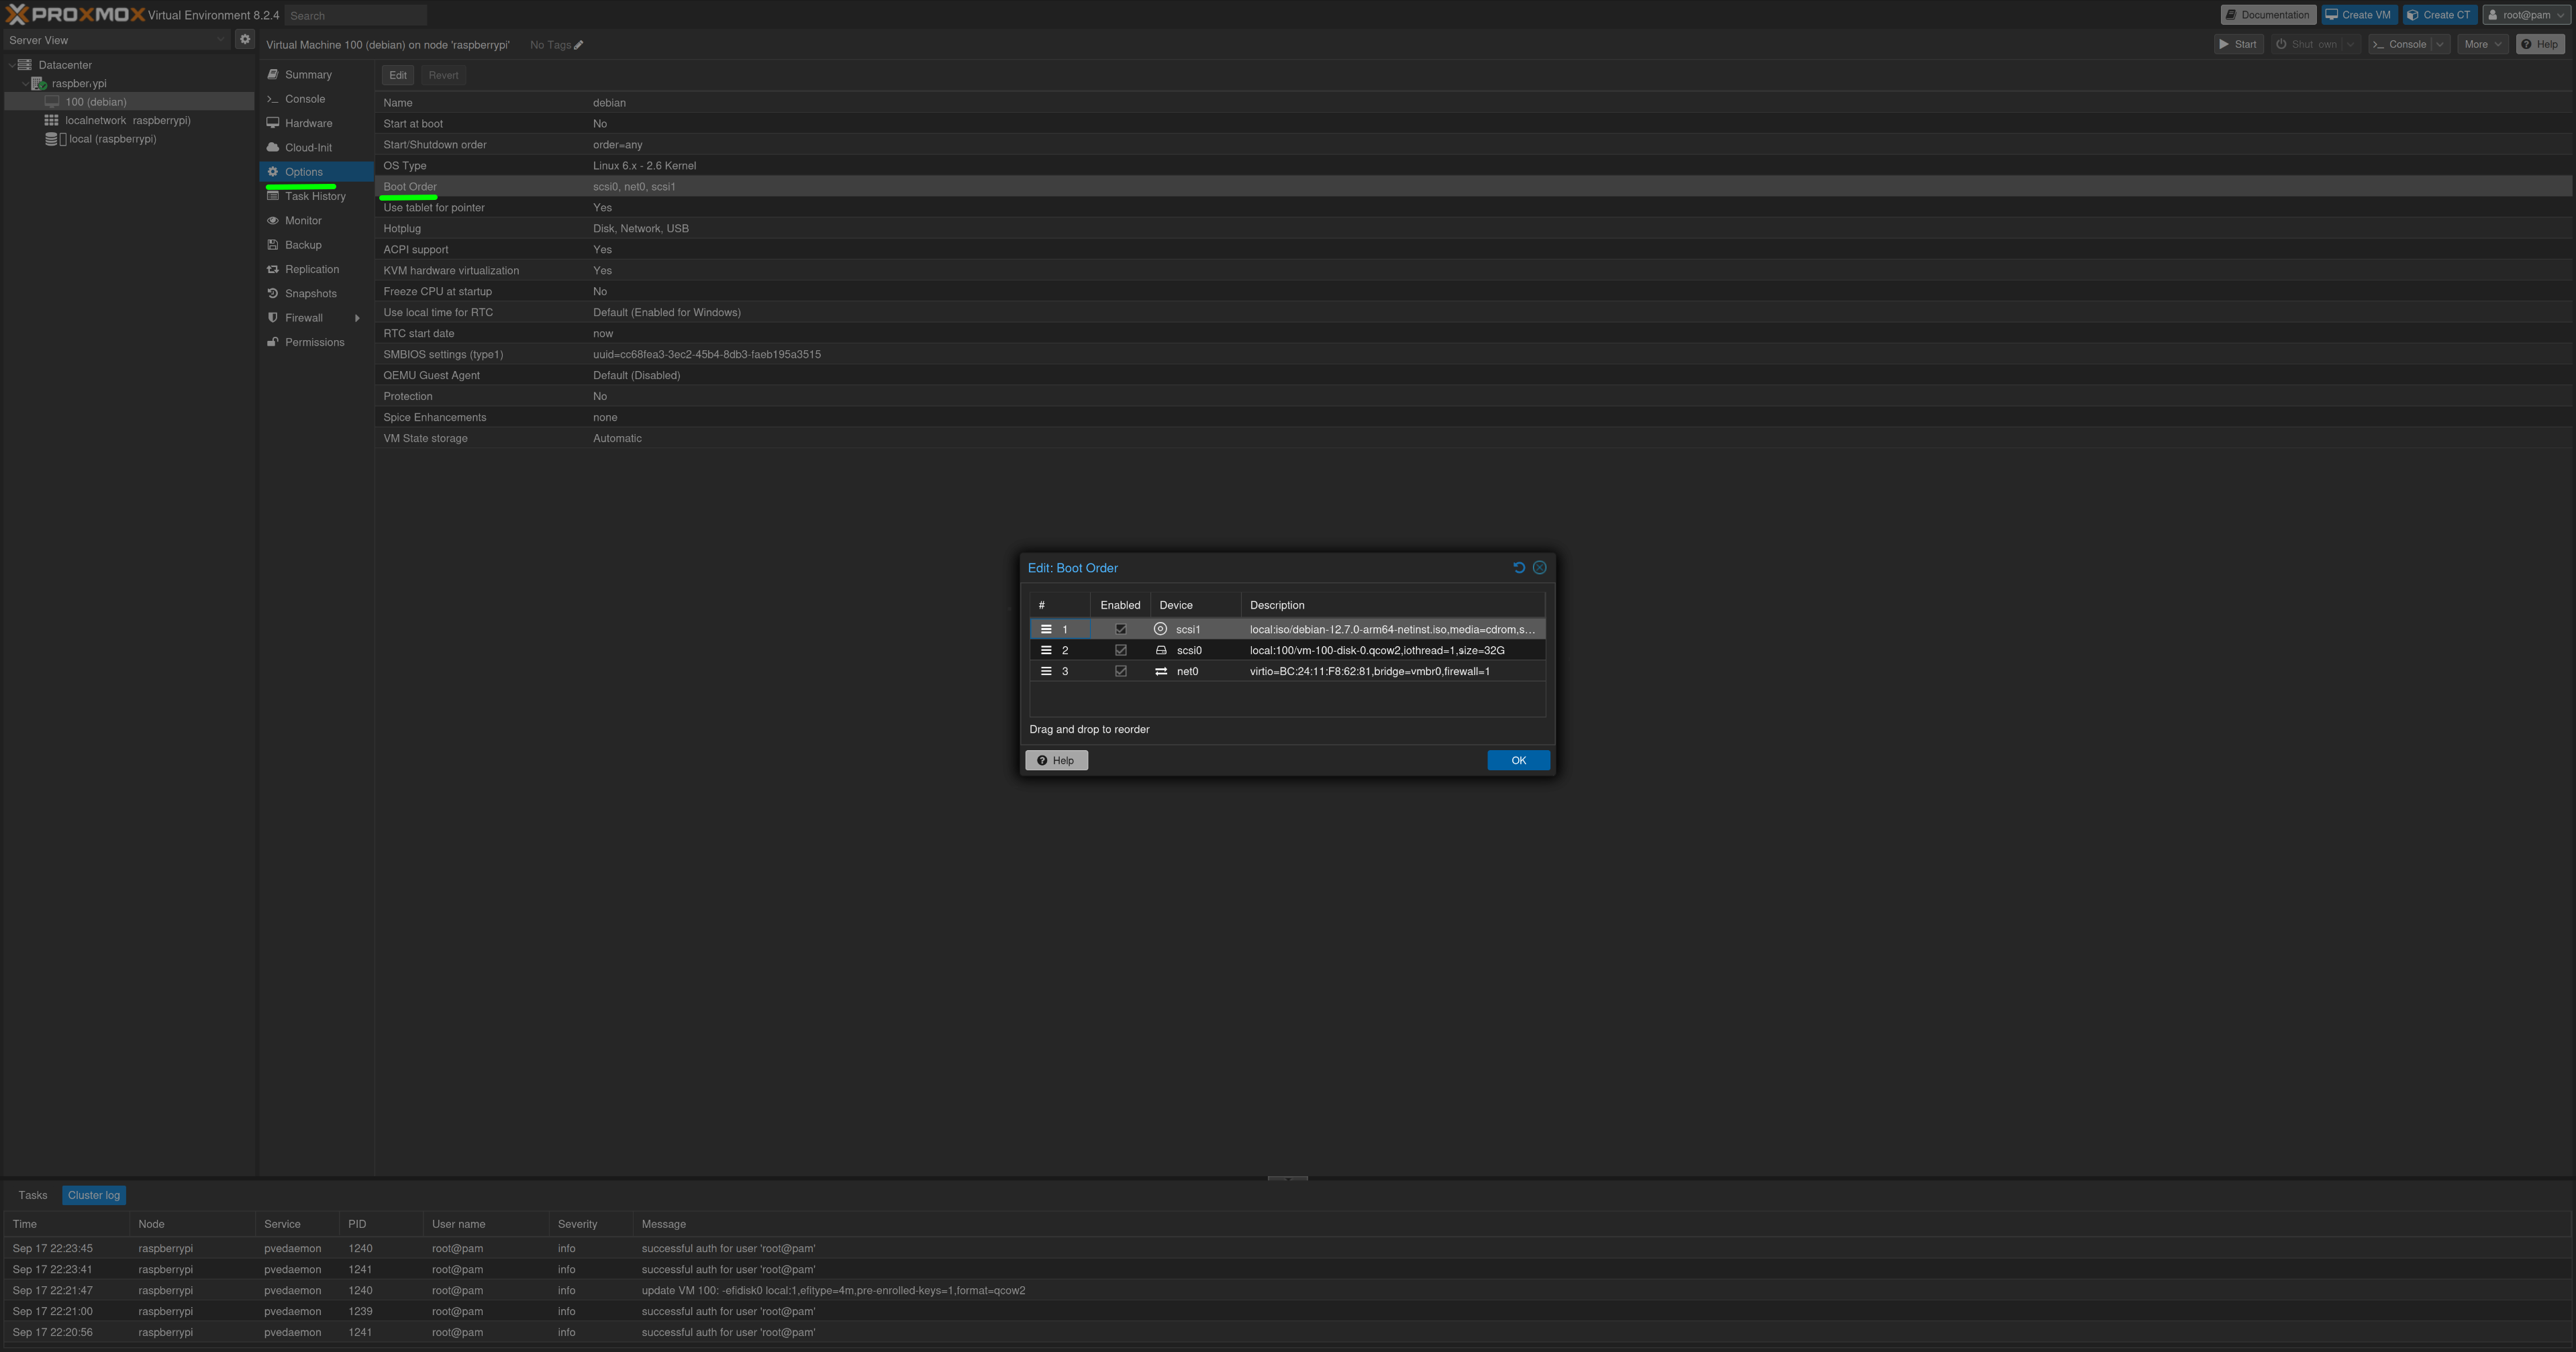 PROXMOX Virtual Environment 8.2.4 Search Documentation Create VM Create CT root@pam
Server View
Virtual Machine 100 (debian) on node 'raspberrypi' No Tags Start Shut own Console More Help
Datacenter
raspberrypi
100 (debian)
localnetwork raspberrypi)
local (raspberrypi)
Summary
Console
Hardware
Cloud-Init
Options
Task History
Monitor
Backup
Replication
Snapshots
Firewall
Permissions
Edit Revert
Name debian
Start at boot No
Start/Shutdown order order=any
OS Type Linux 6.x - 2.6 Kernel
Boot Order scsi0, net0, scsi1
Use tablet for pointer Yes
Hotplug Disk, Network, USB
ACPI support Yes
KVM hardware virtualization Yes
Freeze CPU at startup No
Use local time for RTC Default (Enabled for Windows)
RTC start date now
SMBIOS settings (type1) uuid=cc68fea3-3ec2-45b4-8db3-faeb195a3515
QEMU Guest Agent Default (Disabled)
Protection No
Spice Enhancements none
VM State storage Automatic
Edit: Boot Order
# Enabled Device Description
1 scsi1 local:iso/debian-12.7.0-arm64-netinst.iso,media=cdrom,s...
2 scsi0 local:100/vm-100-disk-0.qcow2,iothread=1,size=32G
3 net0 virtio=BC:24:11:F8:62:81,bridge=vmbr0,firewall=1
Drag and drop to reorder
Help OK
Tasks Cluster log
Time Node Service PID User name Severity Message
Sep 17 22:23:45 raspberrypi pvedaemon 1240 root@pam info successful auth for user 'root@pam'
Sep 17 22:23:41 raspberrypi pvedaemon 1241 root@pam info successful auth for user 'root@pam'
Sep 17 22:21:47 raspberrypi pvedaemon 1240 root@pam info update VM 100: -efidisk0 local:1,efitype=4m,pre-enrolled-keys=1,format=qcow2
Sep 17 22:21:00 raspberrypi pvedaemon 1239 root@pam info successful auth for user 'root@pam'
Sep 17 22:20:56 raspberrypi pvedaemon 1241 root@pam info successful auth for user 'root@pam'